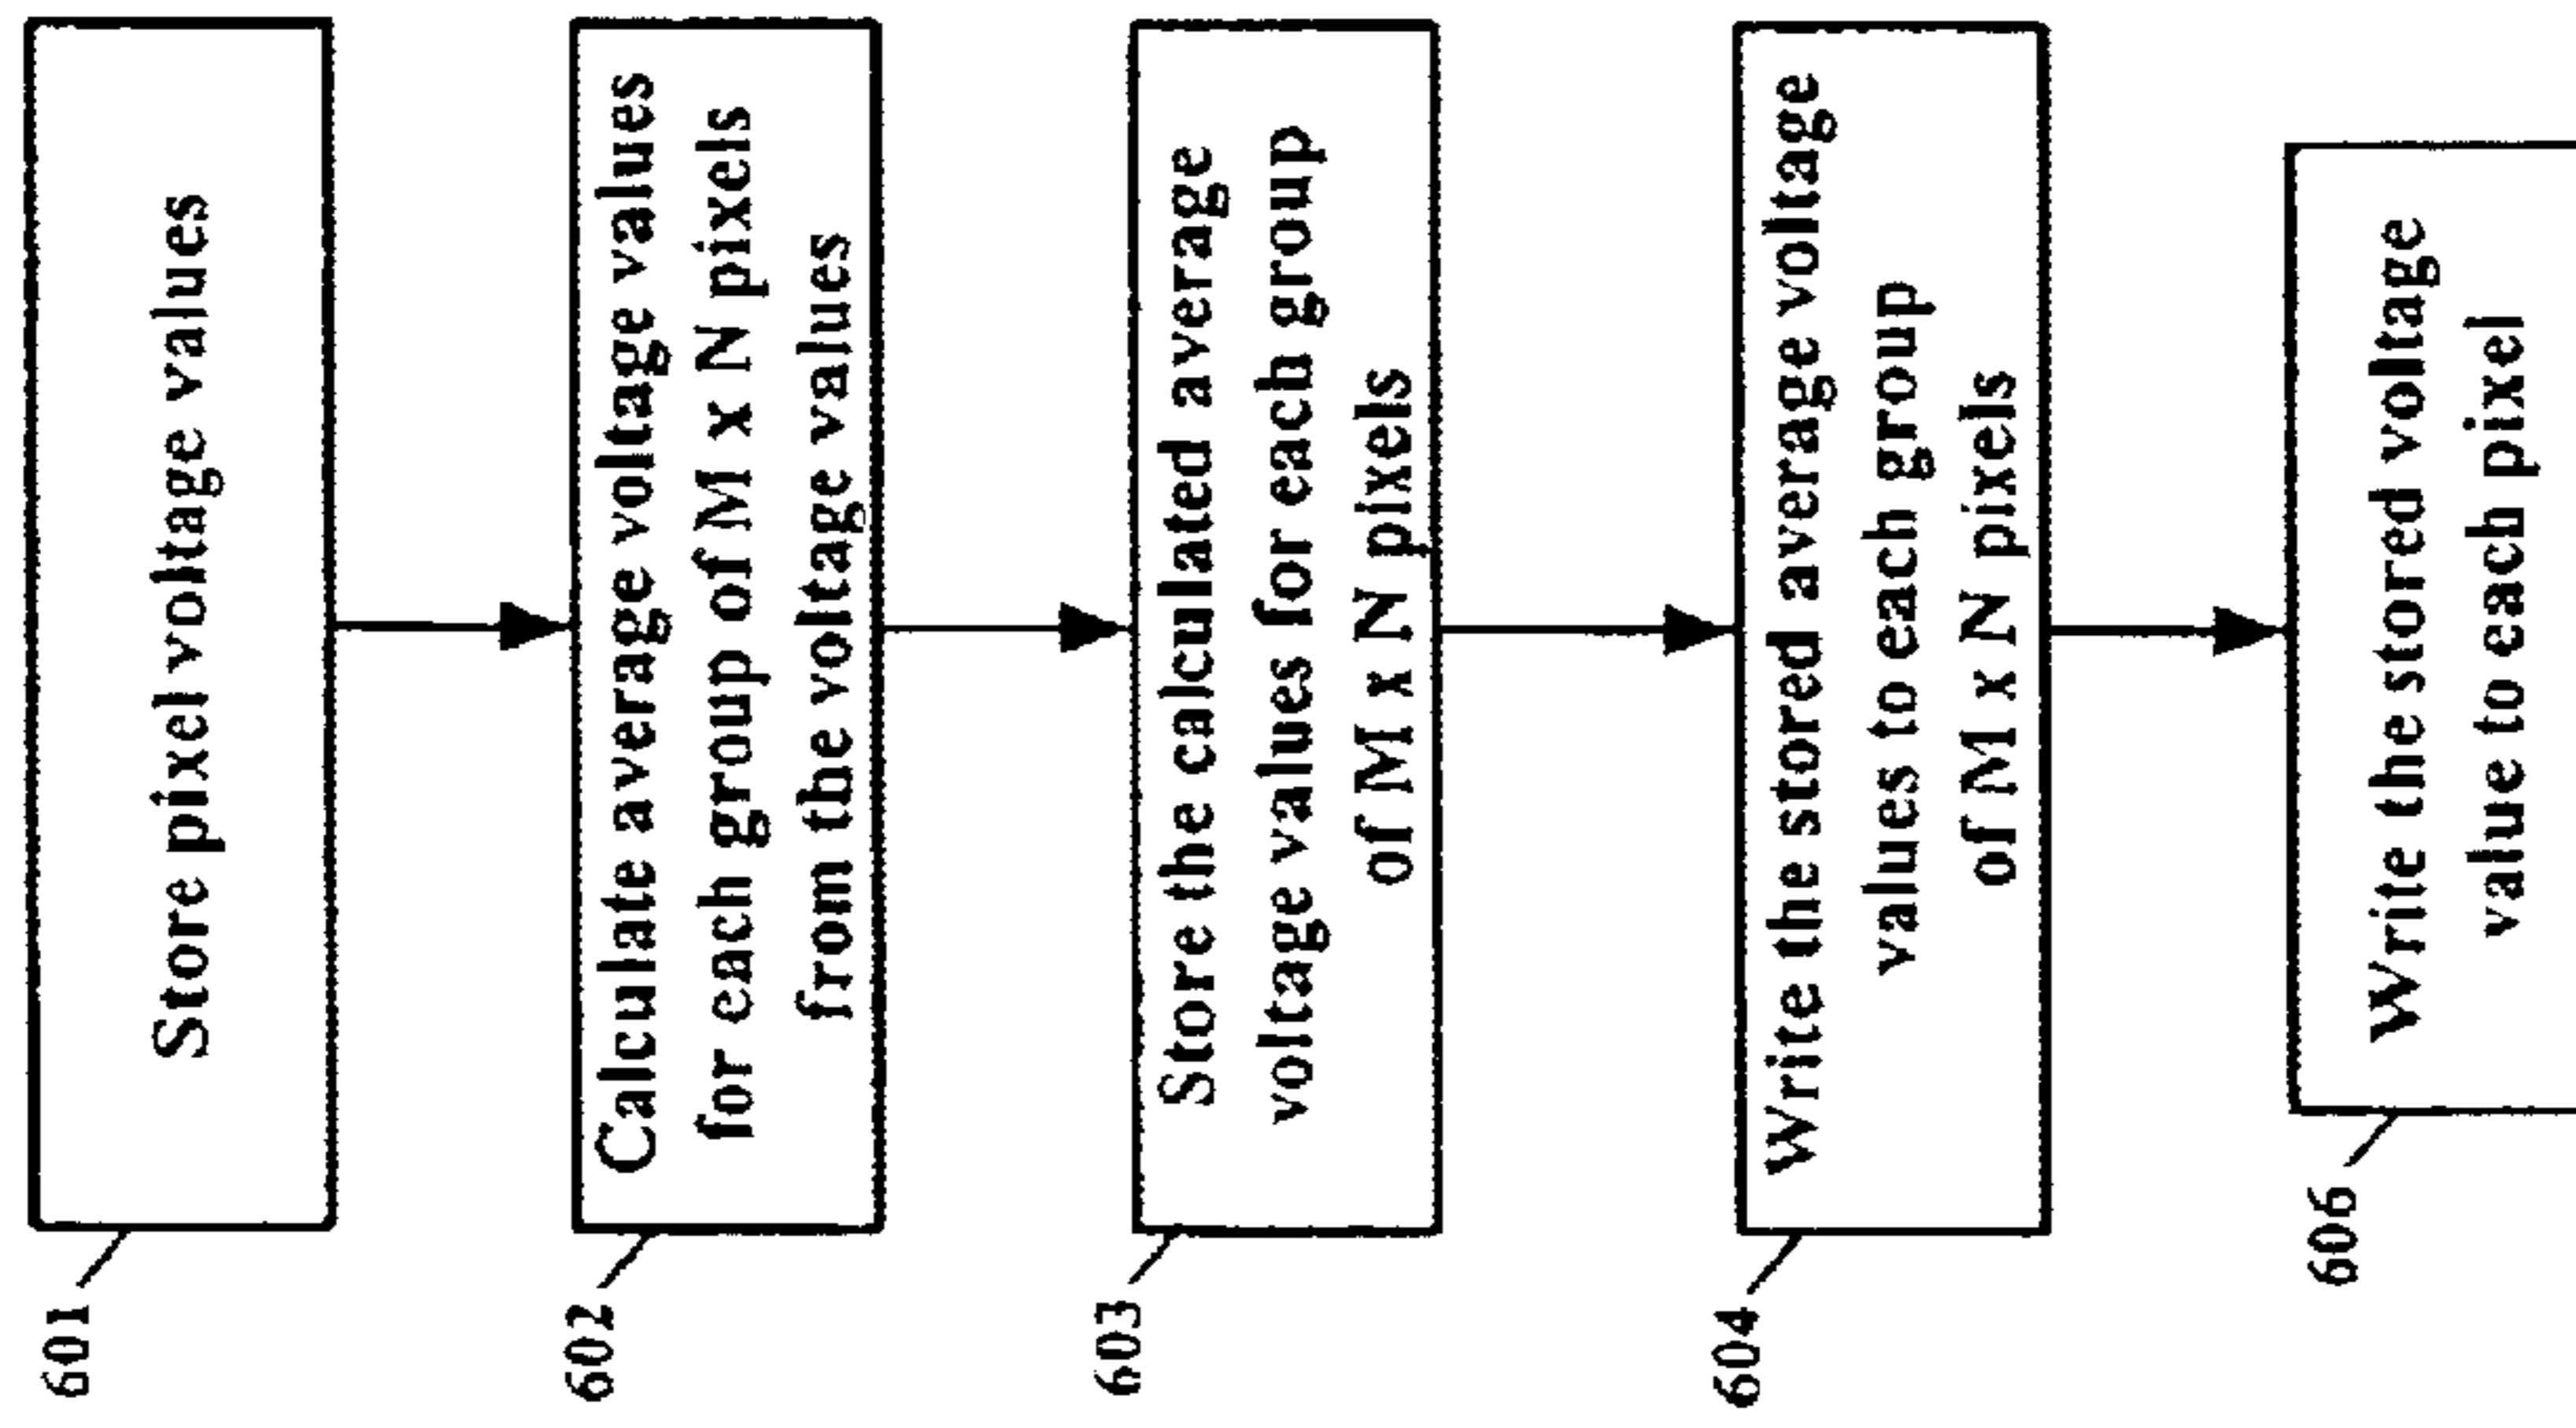 601
Store pixel voltage values
602
Calculate average voltage values
for each group of M x N pixels
from the voltage values
603
Store the calculated average
voltage values for each group
of M x N pixels
604
Write the stored average voltage
values to each group
of M x N pixels
606
Write the stored voltage
value to each pixel